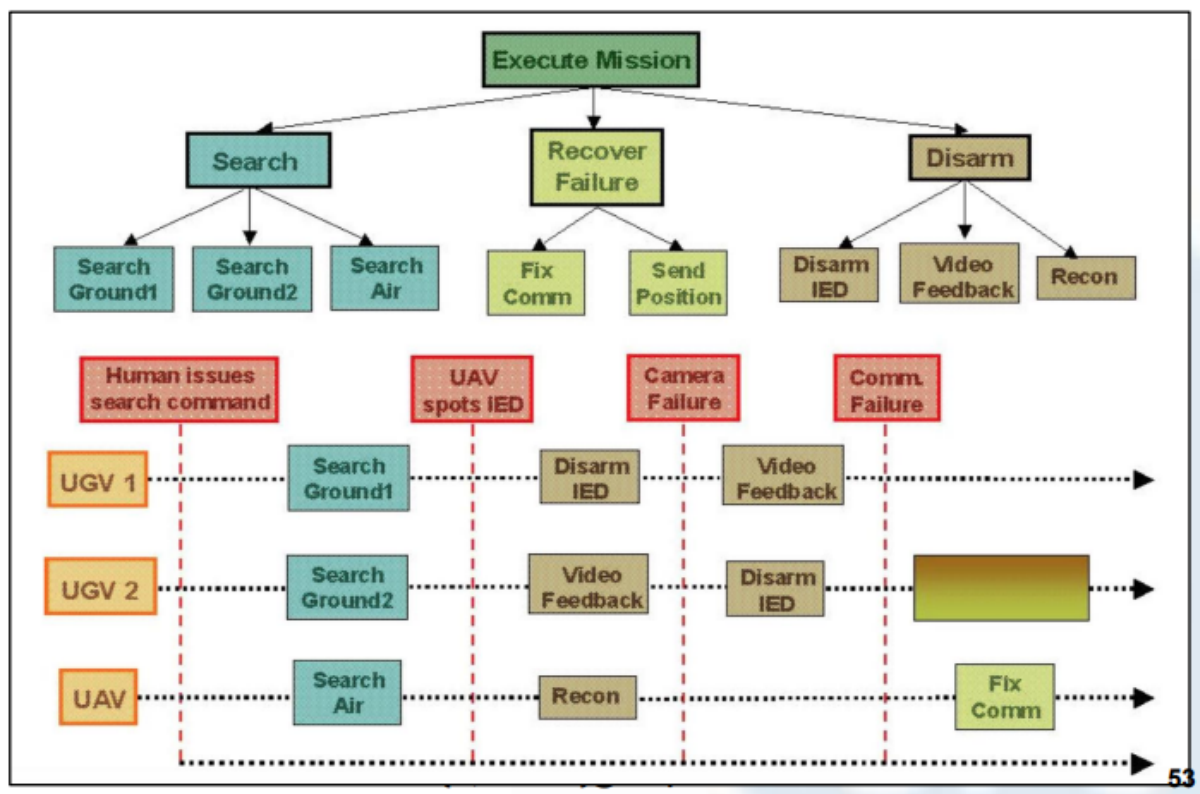 Execute Mission
Search
Recover
Failure
Disarm
Search
Ground1
Search
Ground2
Search
Air
Fix
Comm
Send
Position
Disarm
IED
Video
Feedback
Recon
Human issues
search command
UAV
spots IED
Camera
Failure
Comm.
Failure
UGV 1
Search
Ground1
Disarm
IED
Video
Feedback
UGV 2
Search
Ground2
Video
Feedback
Disarm
IED
UAV
Search
Air
Recon
Fix
Comm
53